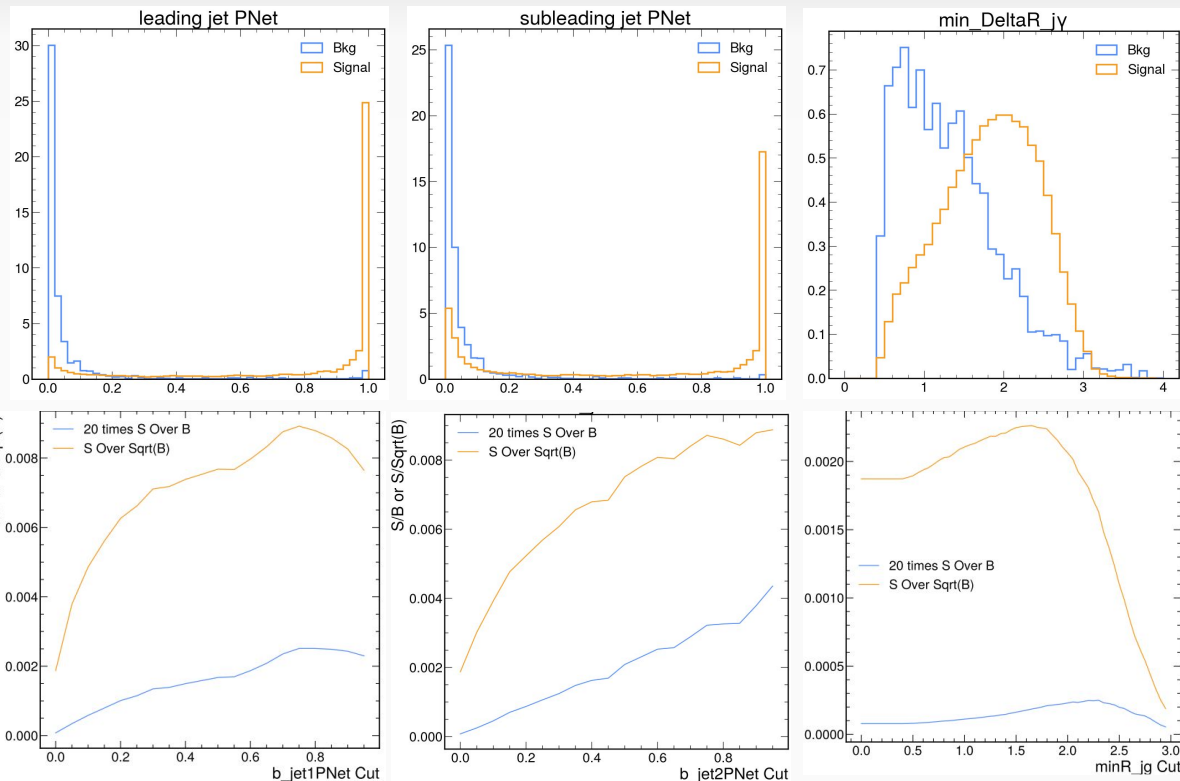 leading jet PNet
Bkg
Signal
30
25
20
15
10
5
0
0.0 0.2 0.4 0.6 0.8 1.0
subleading jet PNet
Bkg
Signal
25
20
15
10
5
0
0.0 0.2 0.4 0.6 0.8 1.0
min_DeltaR_jγ
Bkg
Signal
0.7
0.6
0.5
0.4
0.3
0.2
0.1
0.0
0 1 2 3 4
20 times S Over B
S Over Sqrt(B)
0.008
0.006
0.004
0.002
0.000
0.0 0.2 0.4 0.6 0.8
b_jet1PNet Cut
S/B or S/Sqrt(B)
20 times S Over B
S Over Sqrt(B)
0.008
0.006
0.004
0.002
0.000
0.0 0.2 0.4 0.6 0.8
b_jet2PNet Cut
0.0020
0.0015
20 times S Over B
S Over Sqrt(B)
0.0010
0.0005
0.0000
0.0 0.5 1.0 1.5 2.0 2.5 3.0
minR_jg Cut